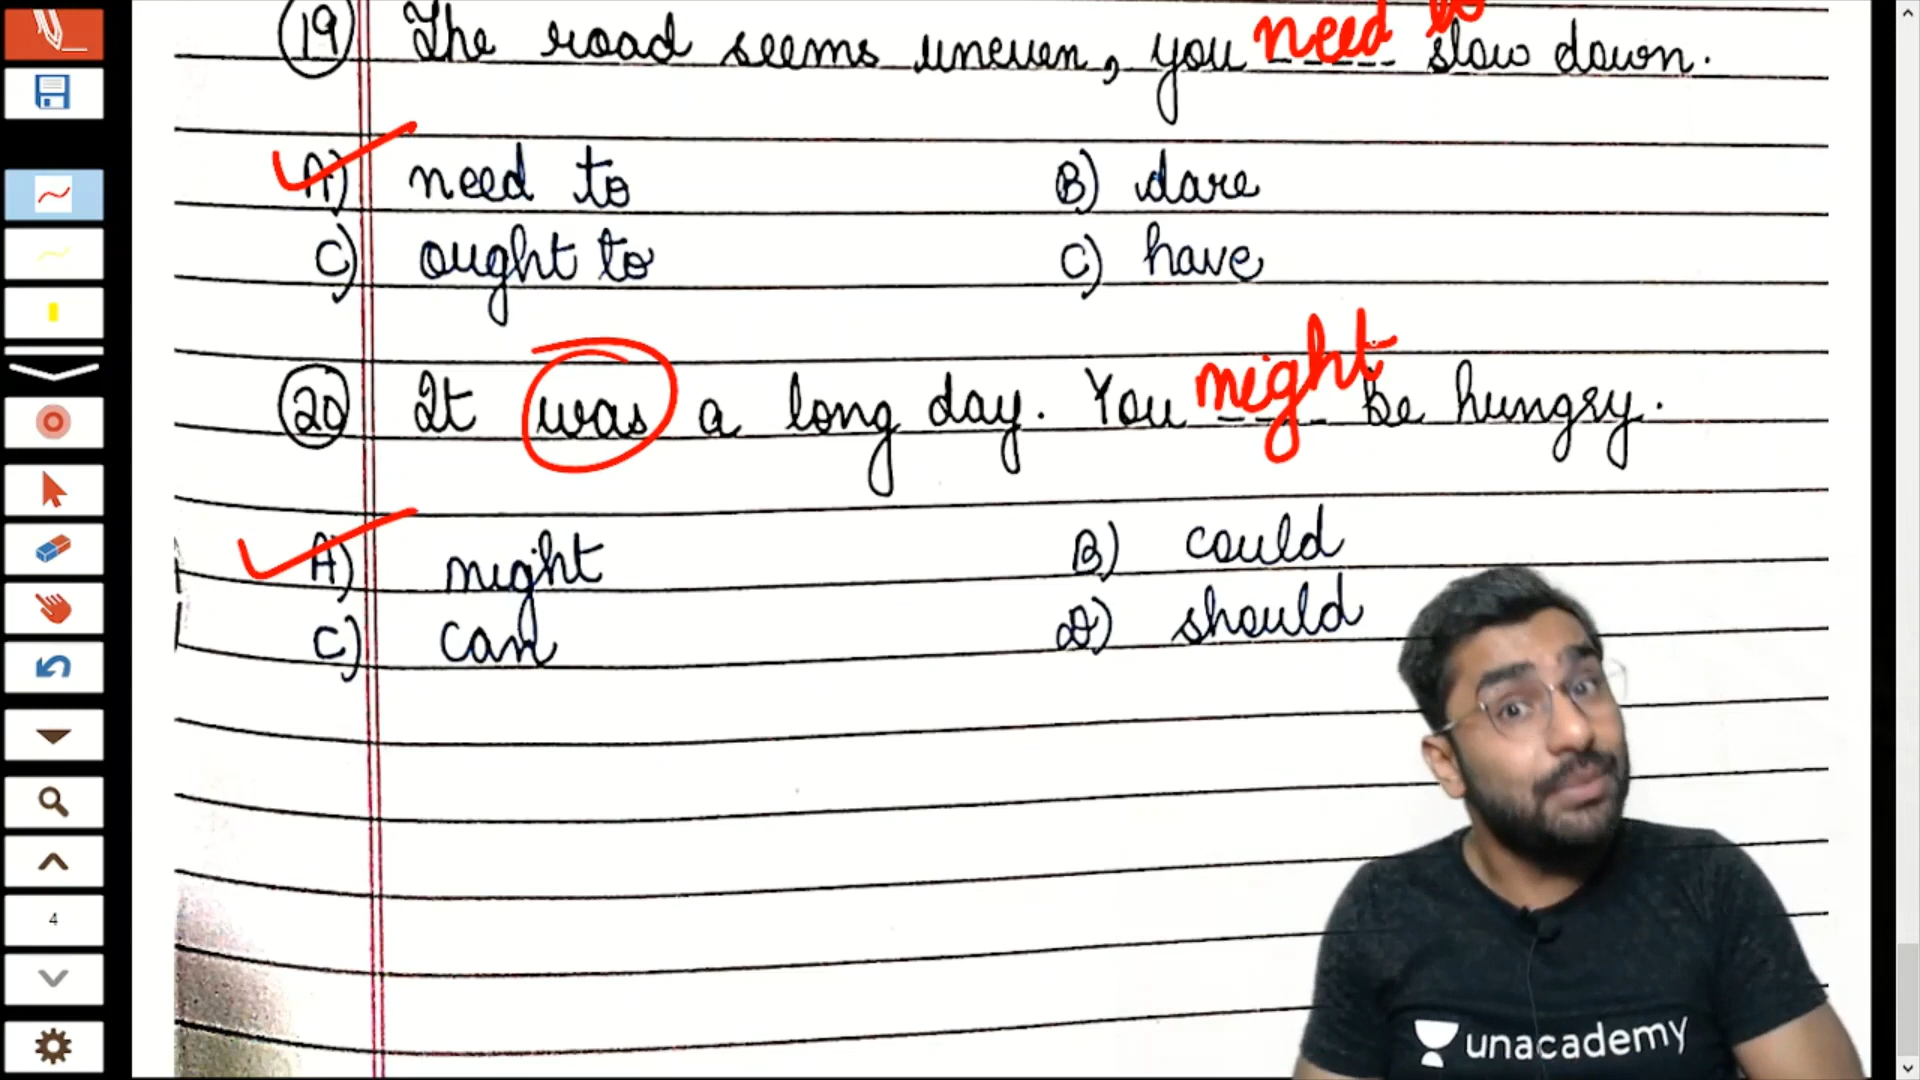 19 The road seems uneven, you need to slow down.
A) need to B) dare
C) ought to C) have
20 It was a long day. You might be hungry.
A) might B) could
C) can D) should
4
unacademy